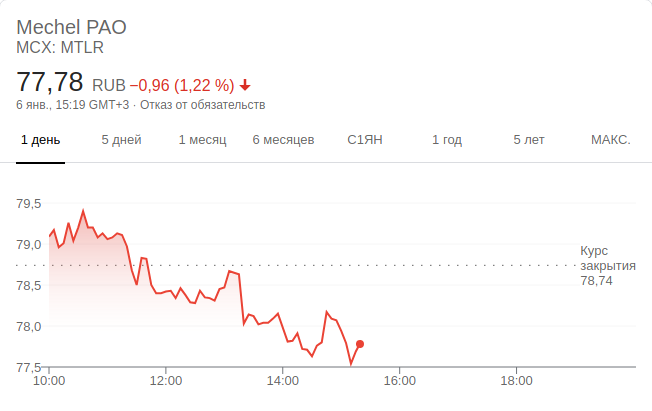 Mechel PAO
MCX: MTLR
77,78 RUB −0,96 (1,22 %)
6 янв., 15:19 GMT+3 · Отказ от обязательств
1 день 5 дней 1 месяц 6 месяцев С1ЯН 1 год 5 лет МАКС.
79,5
79,0
Курс
закрытия
78,74
78,5
78,0
77,5
10:00 12:00 14:00 16:00 18:00